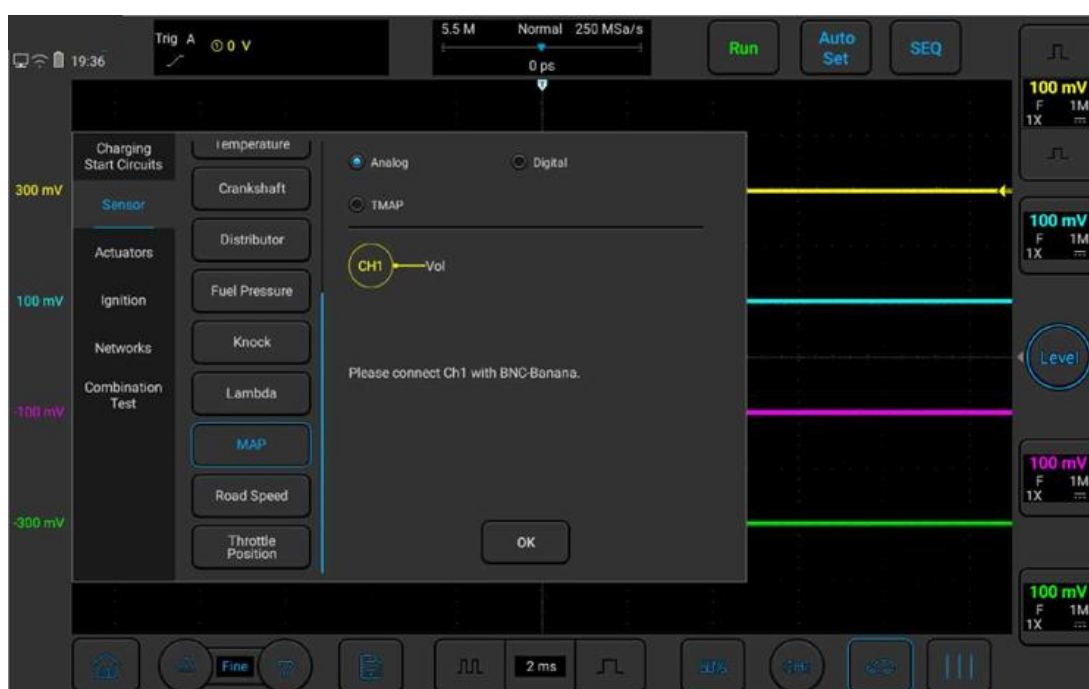 19:36
Trig A ① 0 V
5.5 M Normal 250 MSa/s
0 ps
Run
Auto
Set
SEQ
T
100 mV
F 1M
1X
300 mV
100 mV
-100 mV
-300 mV
Charging
Start Circuits
Sensor
Actuators
Ignition
Networks
Combination
Test
Temperature
Crankshaft
Distributor
Fuel Pressure
Knock
Lambda
MAP
Road Speed
Throttle
Position
Analog
Digital
TMAP
CH1
Vol
Please connect Ch1 with BNC-Banana.
OK
100 mV
F 1M
1X
Level
100 mV
F 1M
1X
100 mV
F 1M
1X
Fine
2 ms